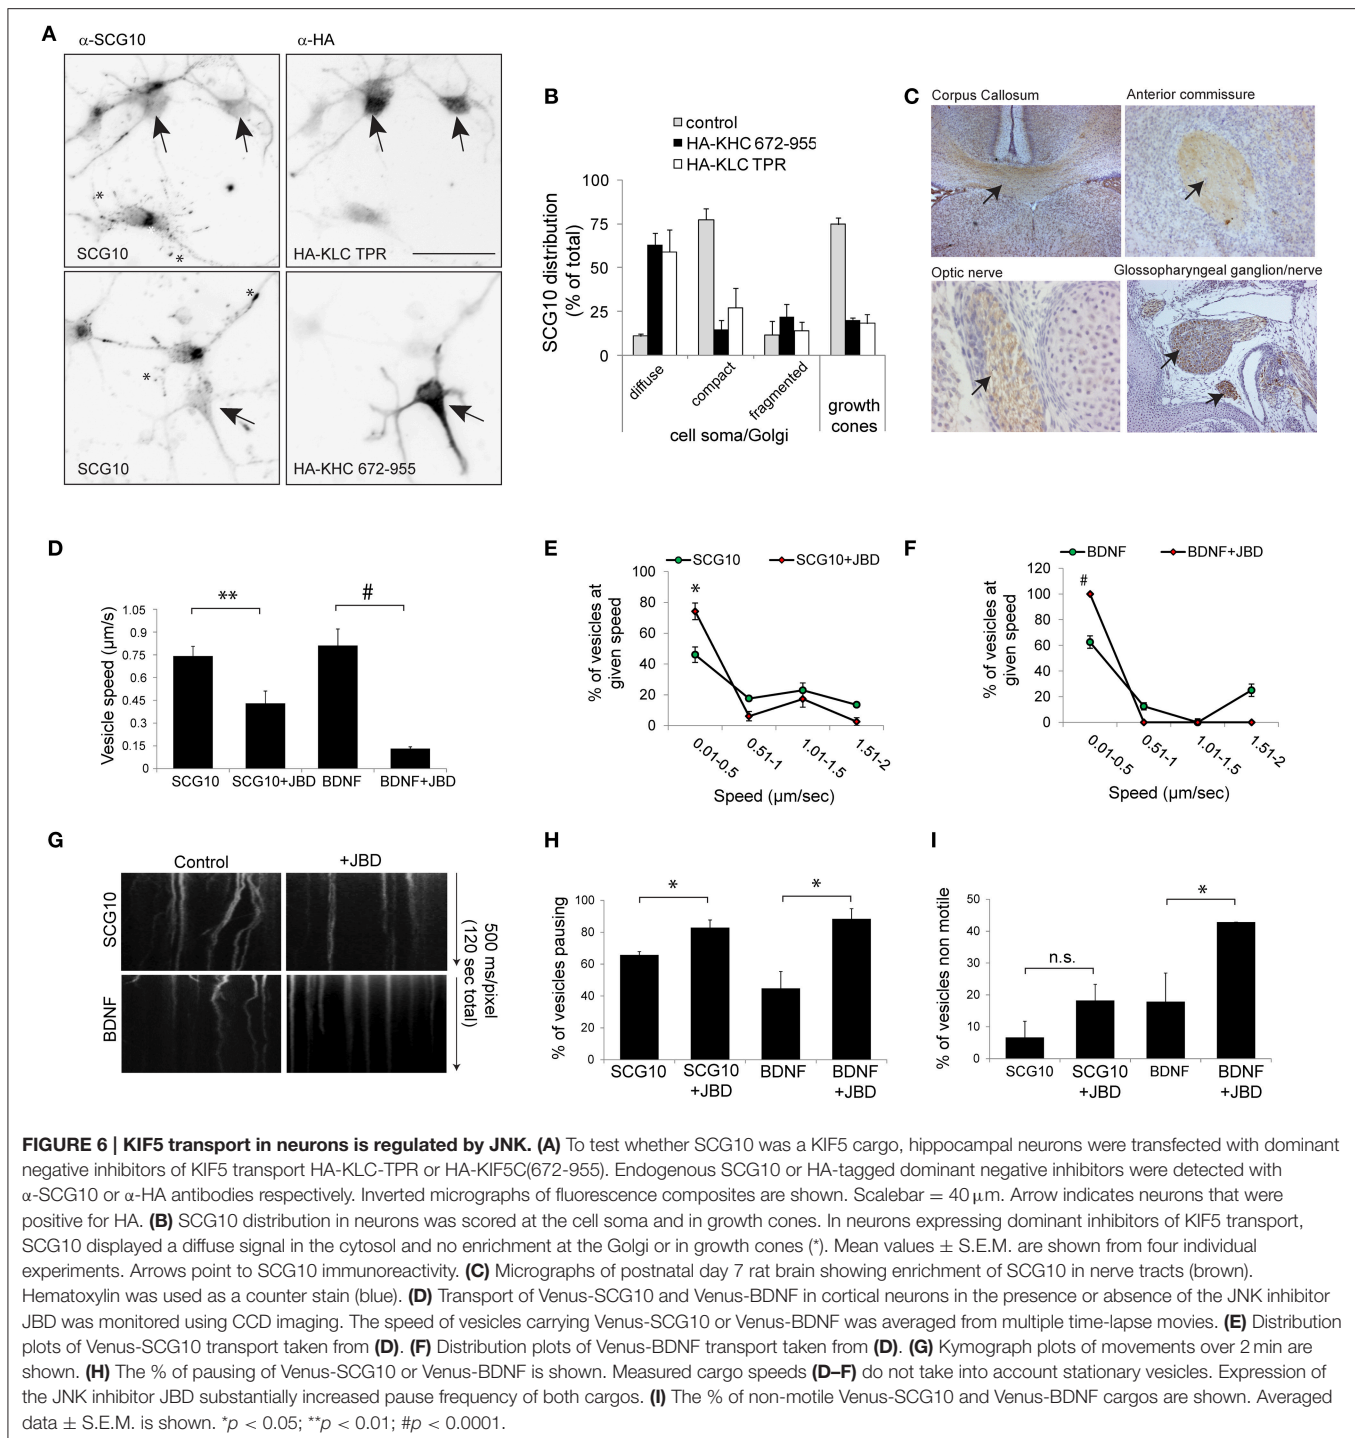 A
α-SCG10
α-HA
SCG10
HA-KLC TPR
SCG10
HA-KHC 672-955
*
*
*
*
B
control
HA-KHC 672-955
HA-KLC TPR
SCG10 distribution
(% of total)
100
75
50
25
0
diffuse
compact
fragmented
growth
cones
cell soma/Golgi
C
Corpus Callosum
Anterior commissure
Optic nerve
Glossopharyngeal ganglion/nerve
D
Vesicle speed (µm/s)
1.05
0.9
0.75
0.6
0.45
0.3
0.15
0
**
#
SCG10
SCG10+JBD
BDNF
BDNF+JBD
E
SCG10
SCG10+JBD
% of vesicles at
given speed
100
80
60
40
20
0
*
0.01-0.5
0.51-1
1.01-1.5
1.51-2
Speed (µm/sec)
F
BDNF
BDNF+JBD
% of vesicles at
given speed
120
100
80
60
40
20
0
#
0.01-0.5
0.51-1
1.01-1.5
1.51-2
Speed (µm/sec)
G
Control
+JBD
SCG10
BDNF
500 ms/pixel
(120 sec total)
H
% of vesicles pausing
100
80
60
40
20
0
*
*
SCG10
SCG10
+JBD
BDNF
BDNF
+JBD
I
% of vesicles non motile
50
40
30
20
10
0
n.s.
*
SCG10
SCG10
+JBD
BDNF
BDNF
+JBD
FIGURE 6 | KIF5 transport in neurons is regulated by JNK. (A) To test whether SCG10 was a KIF5 cargo, hippocampal neurons were transfected with dominant
negative inhibitors of KIF5 transport HA-KLC-TPR or HA-KIF5C(672-955). Endogenous SCG10 or HA-tagged dominant negative inhibitors were detected with
α-SCG10 or α-HA antibodies respectively. Inverted micrographs of fluorescence composites are shown. Scalebar = 40 µm. Arrow indicates neurons that were
positive for HA. (B) SCG10 distribution in neurons was scored at the cell soma and in growth cones. In neurons expressing dominant inhibitors of KIF5 transport,
SCG10 displayed a diffuse signal in the cytosol and no enrichment at the Golgi or in growth cones (*). Mean values ± S.E.M. are shown from four individual
experiments. Arrows point to SCG10 immunoreactivity. (C) Micrographs of postnatal day 7 rat brain showing enrichment of SCG10 in nerve tracts (brown).
Hematoxylin was used as a counter stain (blue). (D) Transport of Venus-SCG10 and Venus-BDNF in cortical neurons in the presence or absence of the JNK inhibitor
JBD was monitored using CCD imaging. The speed of vesicles carrying Venus-SCG10 or Venus-BDNF was averaged from multiple time-lapse movies. (E) Distribution
plots of Venus-SCG10 transport taken from (D). (F) Distribution plots of Venus-BDNF transport taken from (D). (G) Kymograph plots of movements over 2 min are
shown. (H) The % of pausing of Venus-SCG10 or Venus-BDNF is shown. Measured cargo speeds (D–F) do not take into account stationary vesicles. Expression of
the JNK inhibitor JBD substantially increased pause frequency of both cargos. (I) The % of non-motile Venus-SCG10 and Venus-BDNF cargos are shown. Averaged
data ± S.E.M. is shown. *p < 0.05; **p < 0.01; #p < 0.0001.